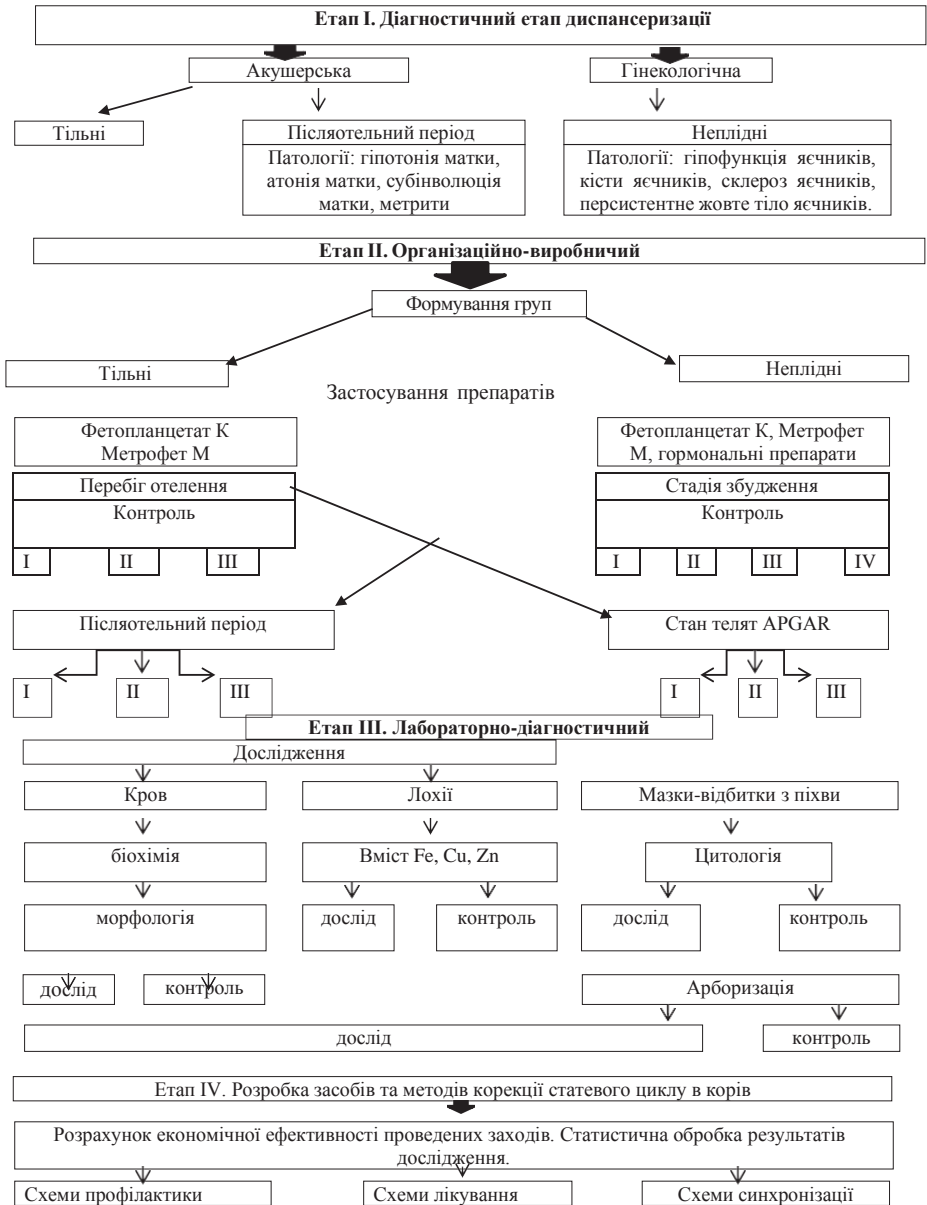 Етап І. Діагностичний етап диспансеризації
Акушерська
Гінекологічна
Тільні
Післяотельний період
Неплідні
Патології: гіпотонія матки,
атонія матки, субінволюція
матки, метрити
Патології: гіпофункція яєчників,
кісти яєчників, склероз яєчників,
персистентне жовте тіло яєчників.
Етап ІІ. Організаційно-виробничий
Формування груп
Тільні
Неплідні
Застосування препаратів
Фетопланцетат К
Метрофет М
Фетопланцетат К, Метрофет
М, гормональні препарати
Перебіг отелення
Стадія збудження
Контроль
Контроль
I II III
I II III IV
Післяотельний період
Стан телят APGAR
I II III
I II III
Етап ІІІ. Лабораторно-діагностичний
Дослідження
Кров
Лохії
Мазки-відбитки з піхви
біохімія
Вміст Fe, Cu, Zn
Цитологія
морфологія
дослід контроль
дослід контроль
дослід контроль
Арборизація
дослід
контроль
Етап IV. Розробка засобів та методів корекції статевого циклу в корів
Розрахунок економічної ефективності проведених заходів. Статистична обробка результатів
дослідження.
Схеми профілактики
Схеми лікування
Схеми синхронізації